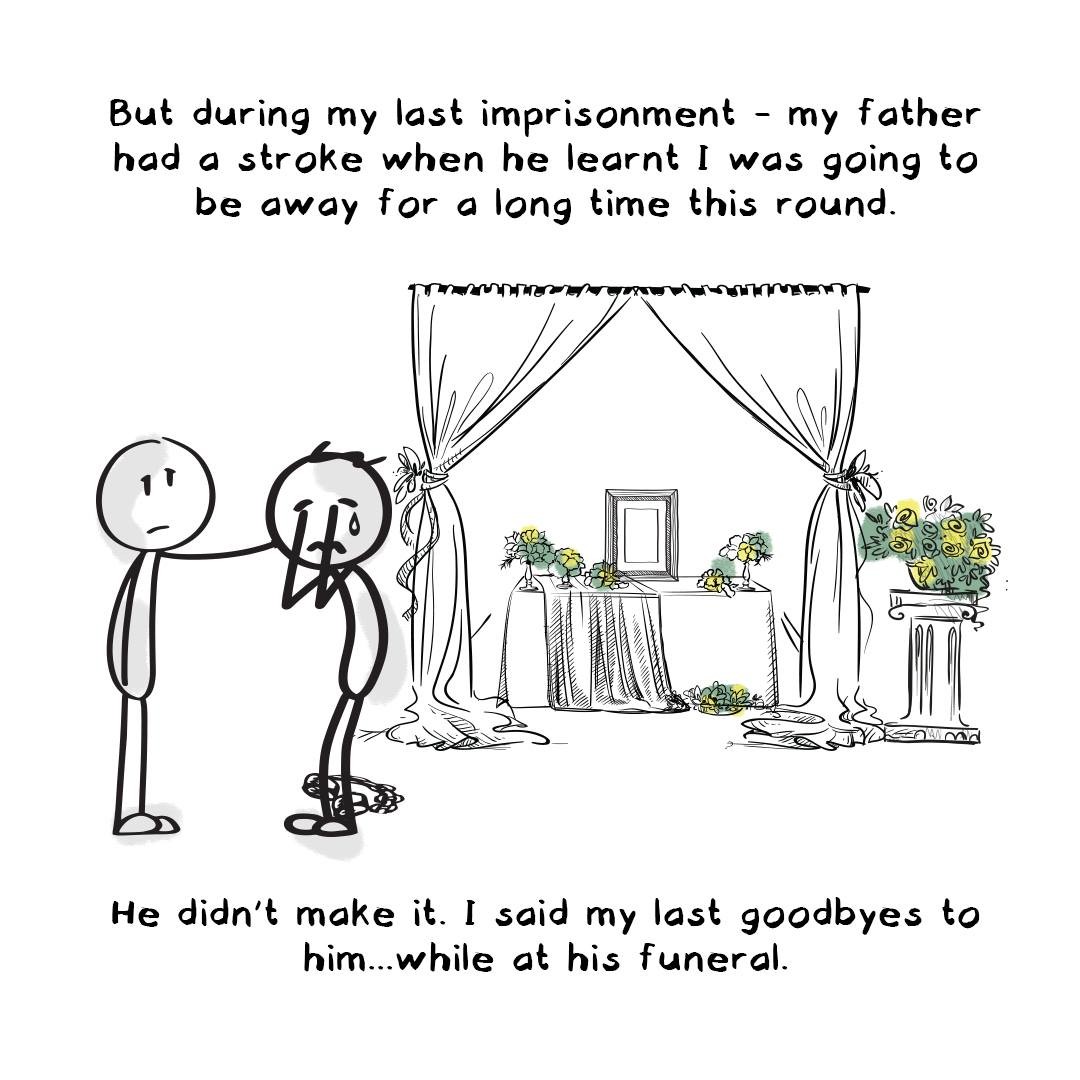 But during my last imprisonment - my father
had a stroke when he learnt I was going to
be away for a long time this round.
He didn't make it. I said my last goodbyes to
him...while at his funeral.